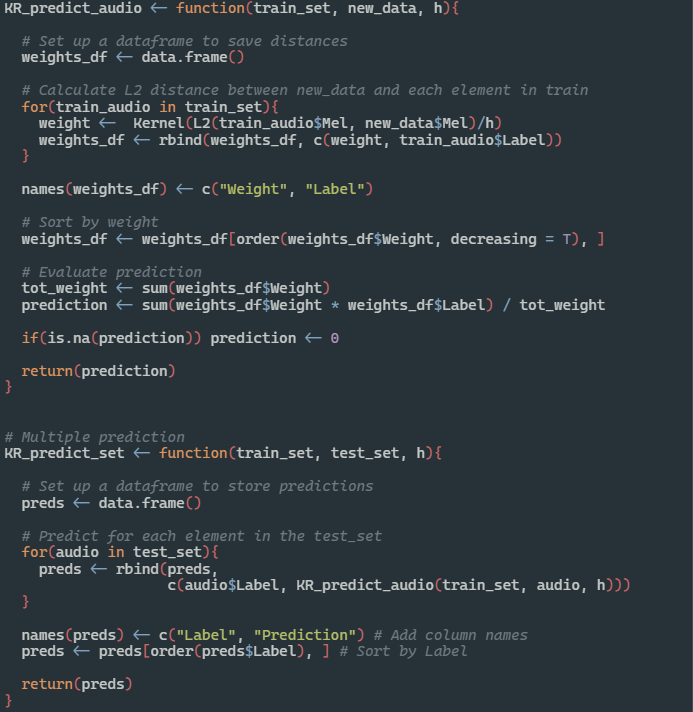 KR_predict_audio <- function(train_set, new_data, h){
# Set up a dataframe to save distances
weights_df <- data.frame()
# Calculate L2 distance between new_data and each element in train
for(train_audio in train_set){
weight <- Kernel(L2(train_audio$Mel, new_data$Mel)/h)
weights_df <- rbind(weights_df, c(weight, train_audio$Label))
}
names(weights_df) <- c("Weight", "Label")
# Sort by weight
weights_df <- weights_df[order(weights_df$Weight, decreasing = T), ]
# Evaluate prediction
tot_weight <- sum(weights_df$Weight)
prediction <- sum(weights_df$Weight * weights_df$Label) / tot_weight
if(is.na(prediction)) prediction <- 0
return(prediction)
}
# Multiple prediction
KR_predict_set <- function(train_set, test_set, h){
# Set up a dataframe to store predictions
preds <- data.frame()
# Predict for each element in the test_set
for(audio in test_set){
preds <- rbind(preds,
c(audio$Label, KR_predict_audio(train_set, audio, h)))
}
names(preds) <- c("Label", "Prediction") # Add column names
preds <- preds[order(preds$Label), ] # Sort by Label
return(preds)
}